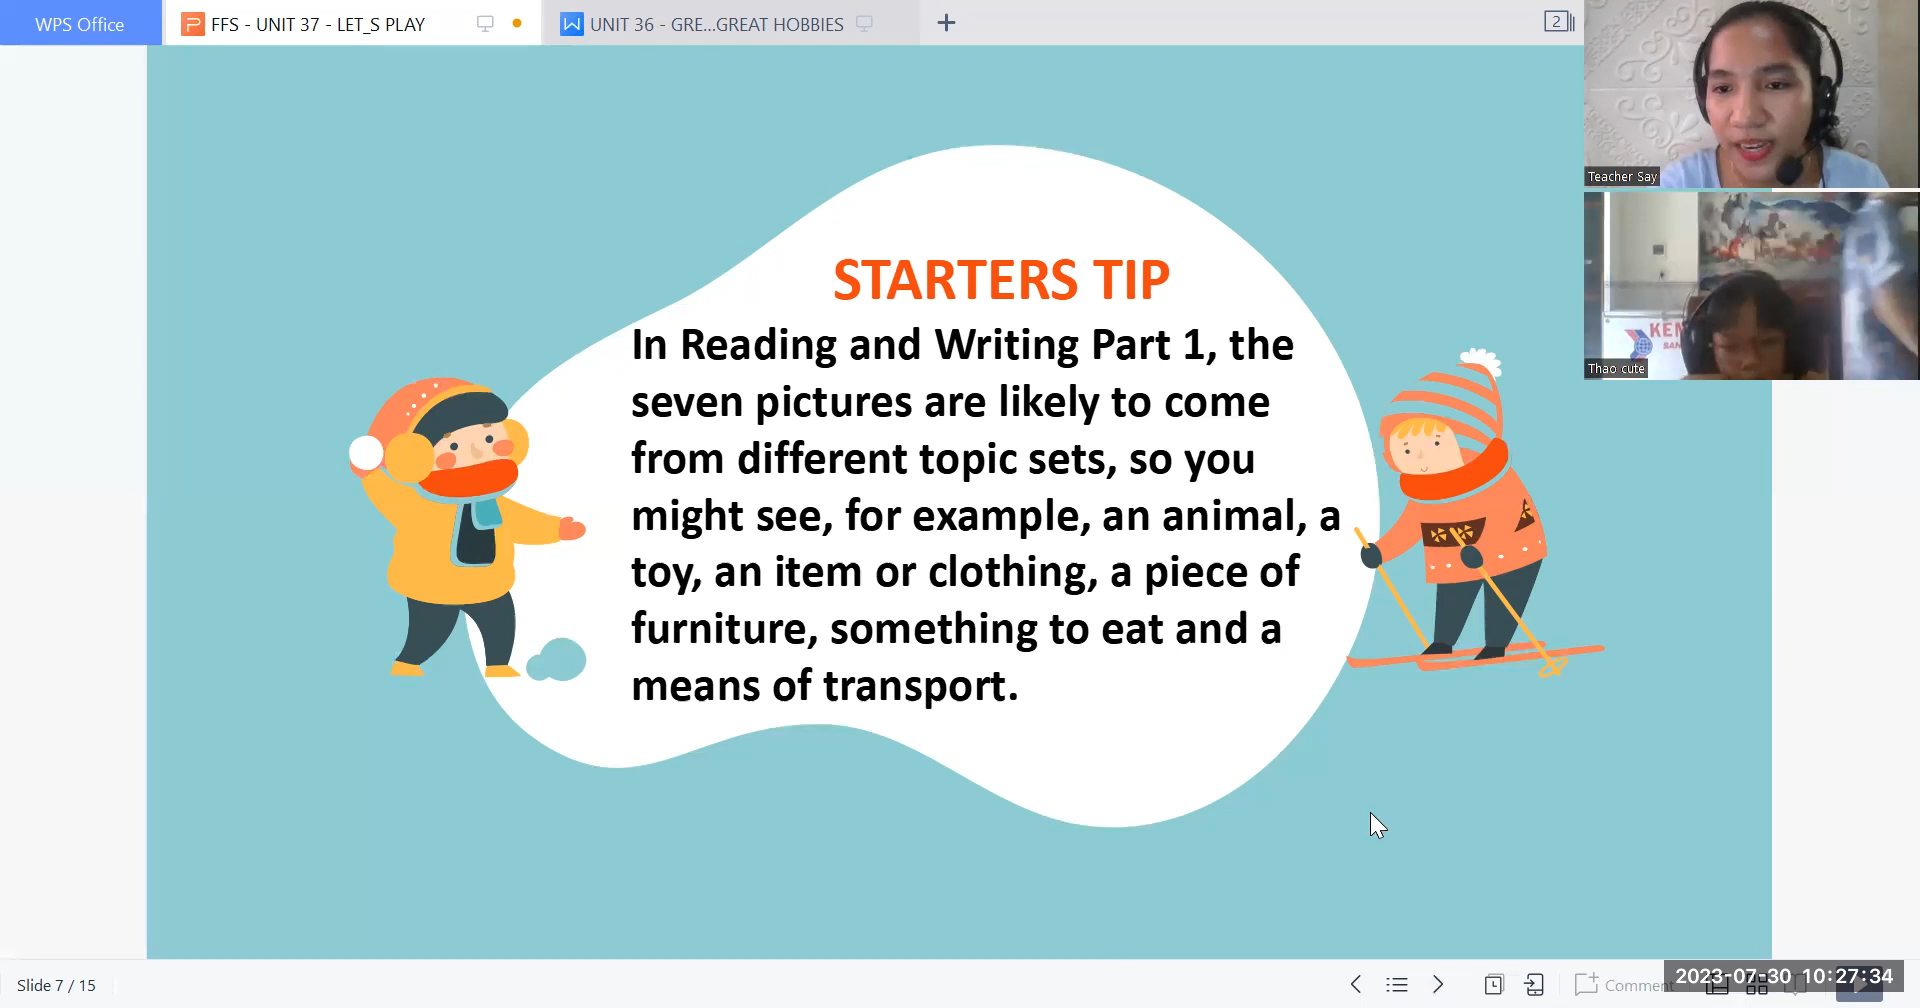 WPS Office
FFS - UNIT 37 - LET_S PLAY
UNIT 36 - GRE...GREAT HOBBIES
2
Teacher Say
Thao cute
STARTERS TIP
In Reading and Writing Part 1, the
seven pictures are likely to come
from different topic sets, so you
might see, for example, an animal, a
toy, an item or clothing, a piece of
furniture, something to eat and a
means of transport.
Slide 7 / 15
Comment
2023-07-30 10:27:34